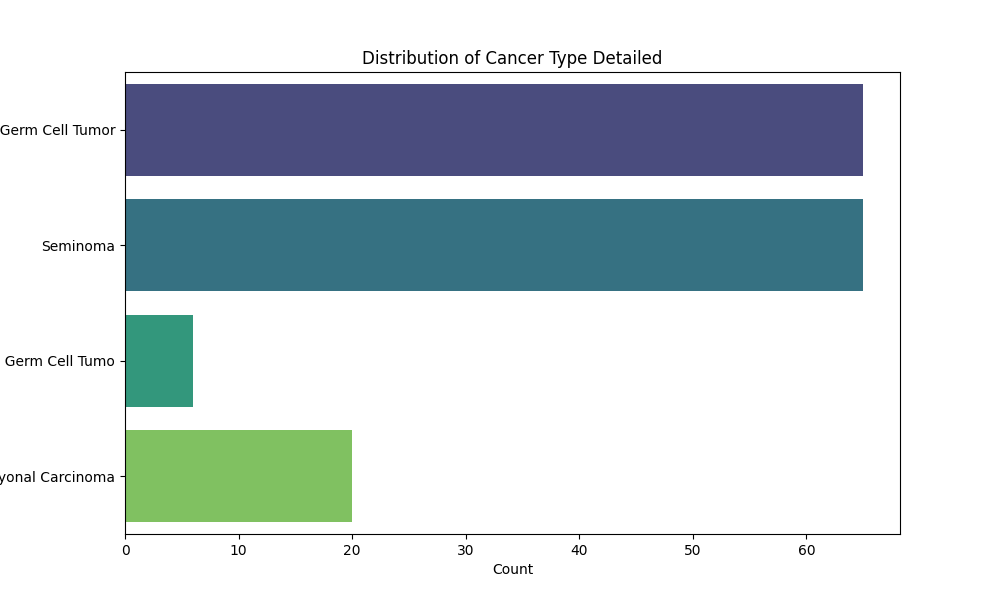 Distribution of Cancer Type Detailed
Germ Cell Tumor
Seminoma
Germ Cell Tumo
yonal Carcinoma
0 10 20 30 40 50 60
Count